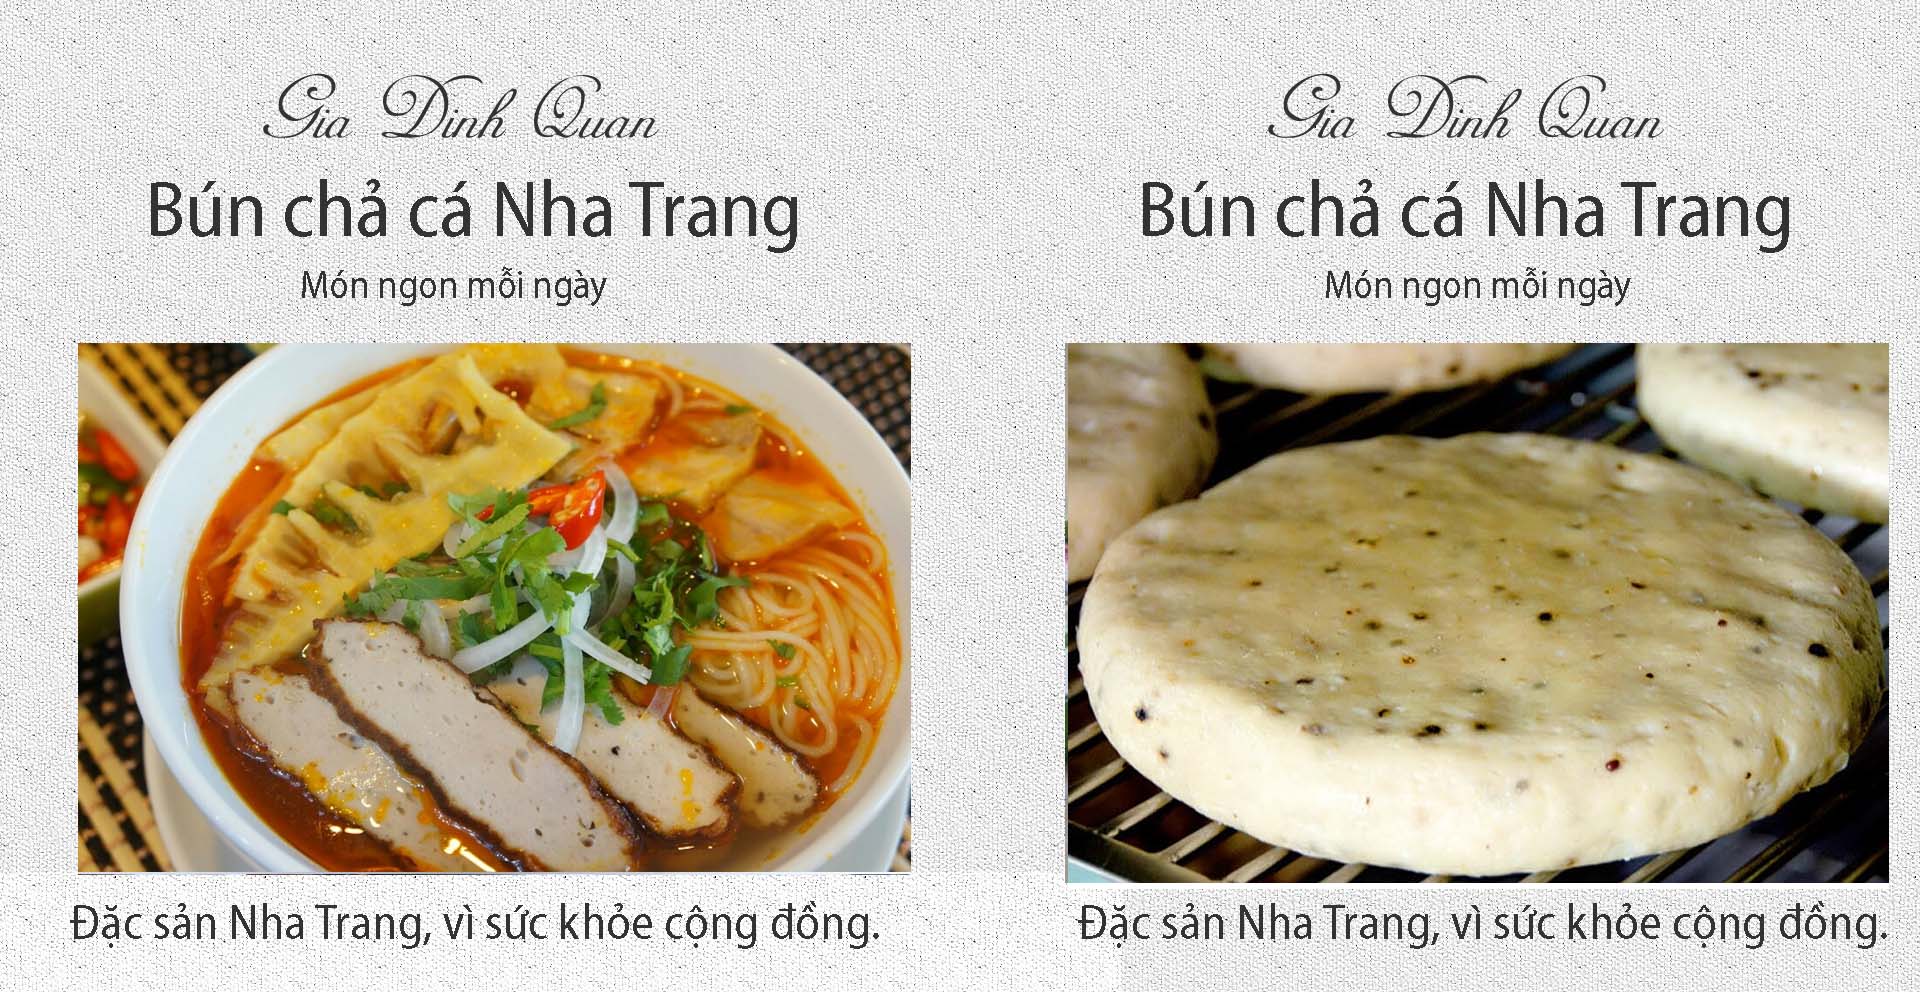 Gia Dinh Quan
Bún chả cá Nha Trang
Món ngon mỗi ngày
Đặc sản Nha Trang, vì sức khỏe cộng đồng.
Gia Dinh Quan
Bún chả cá Nha Trang
Món ngon mỗi ngày
Đặc sản Nha Trang, vì sức khỏe cộng đồng.